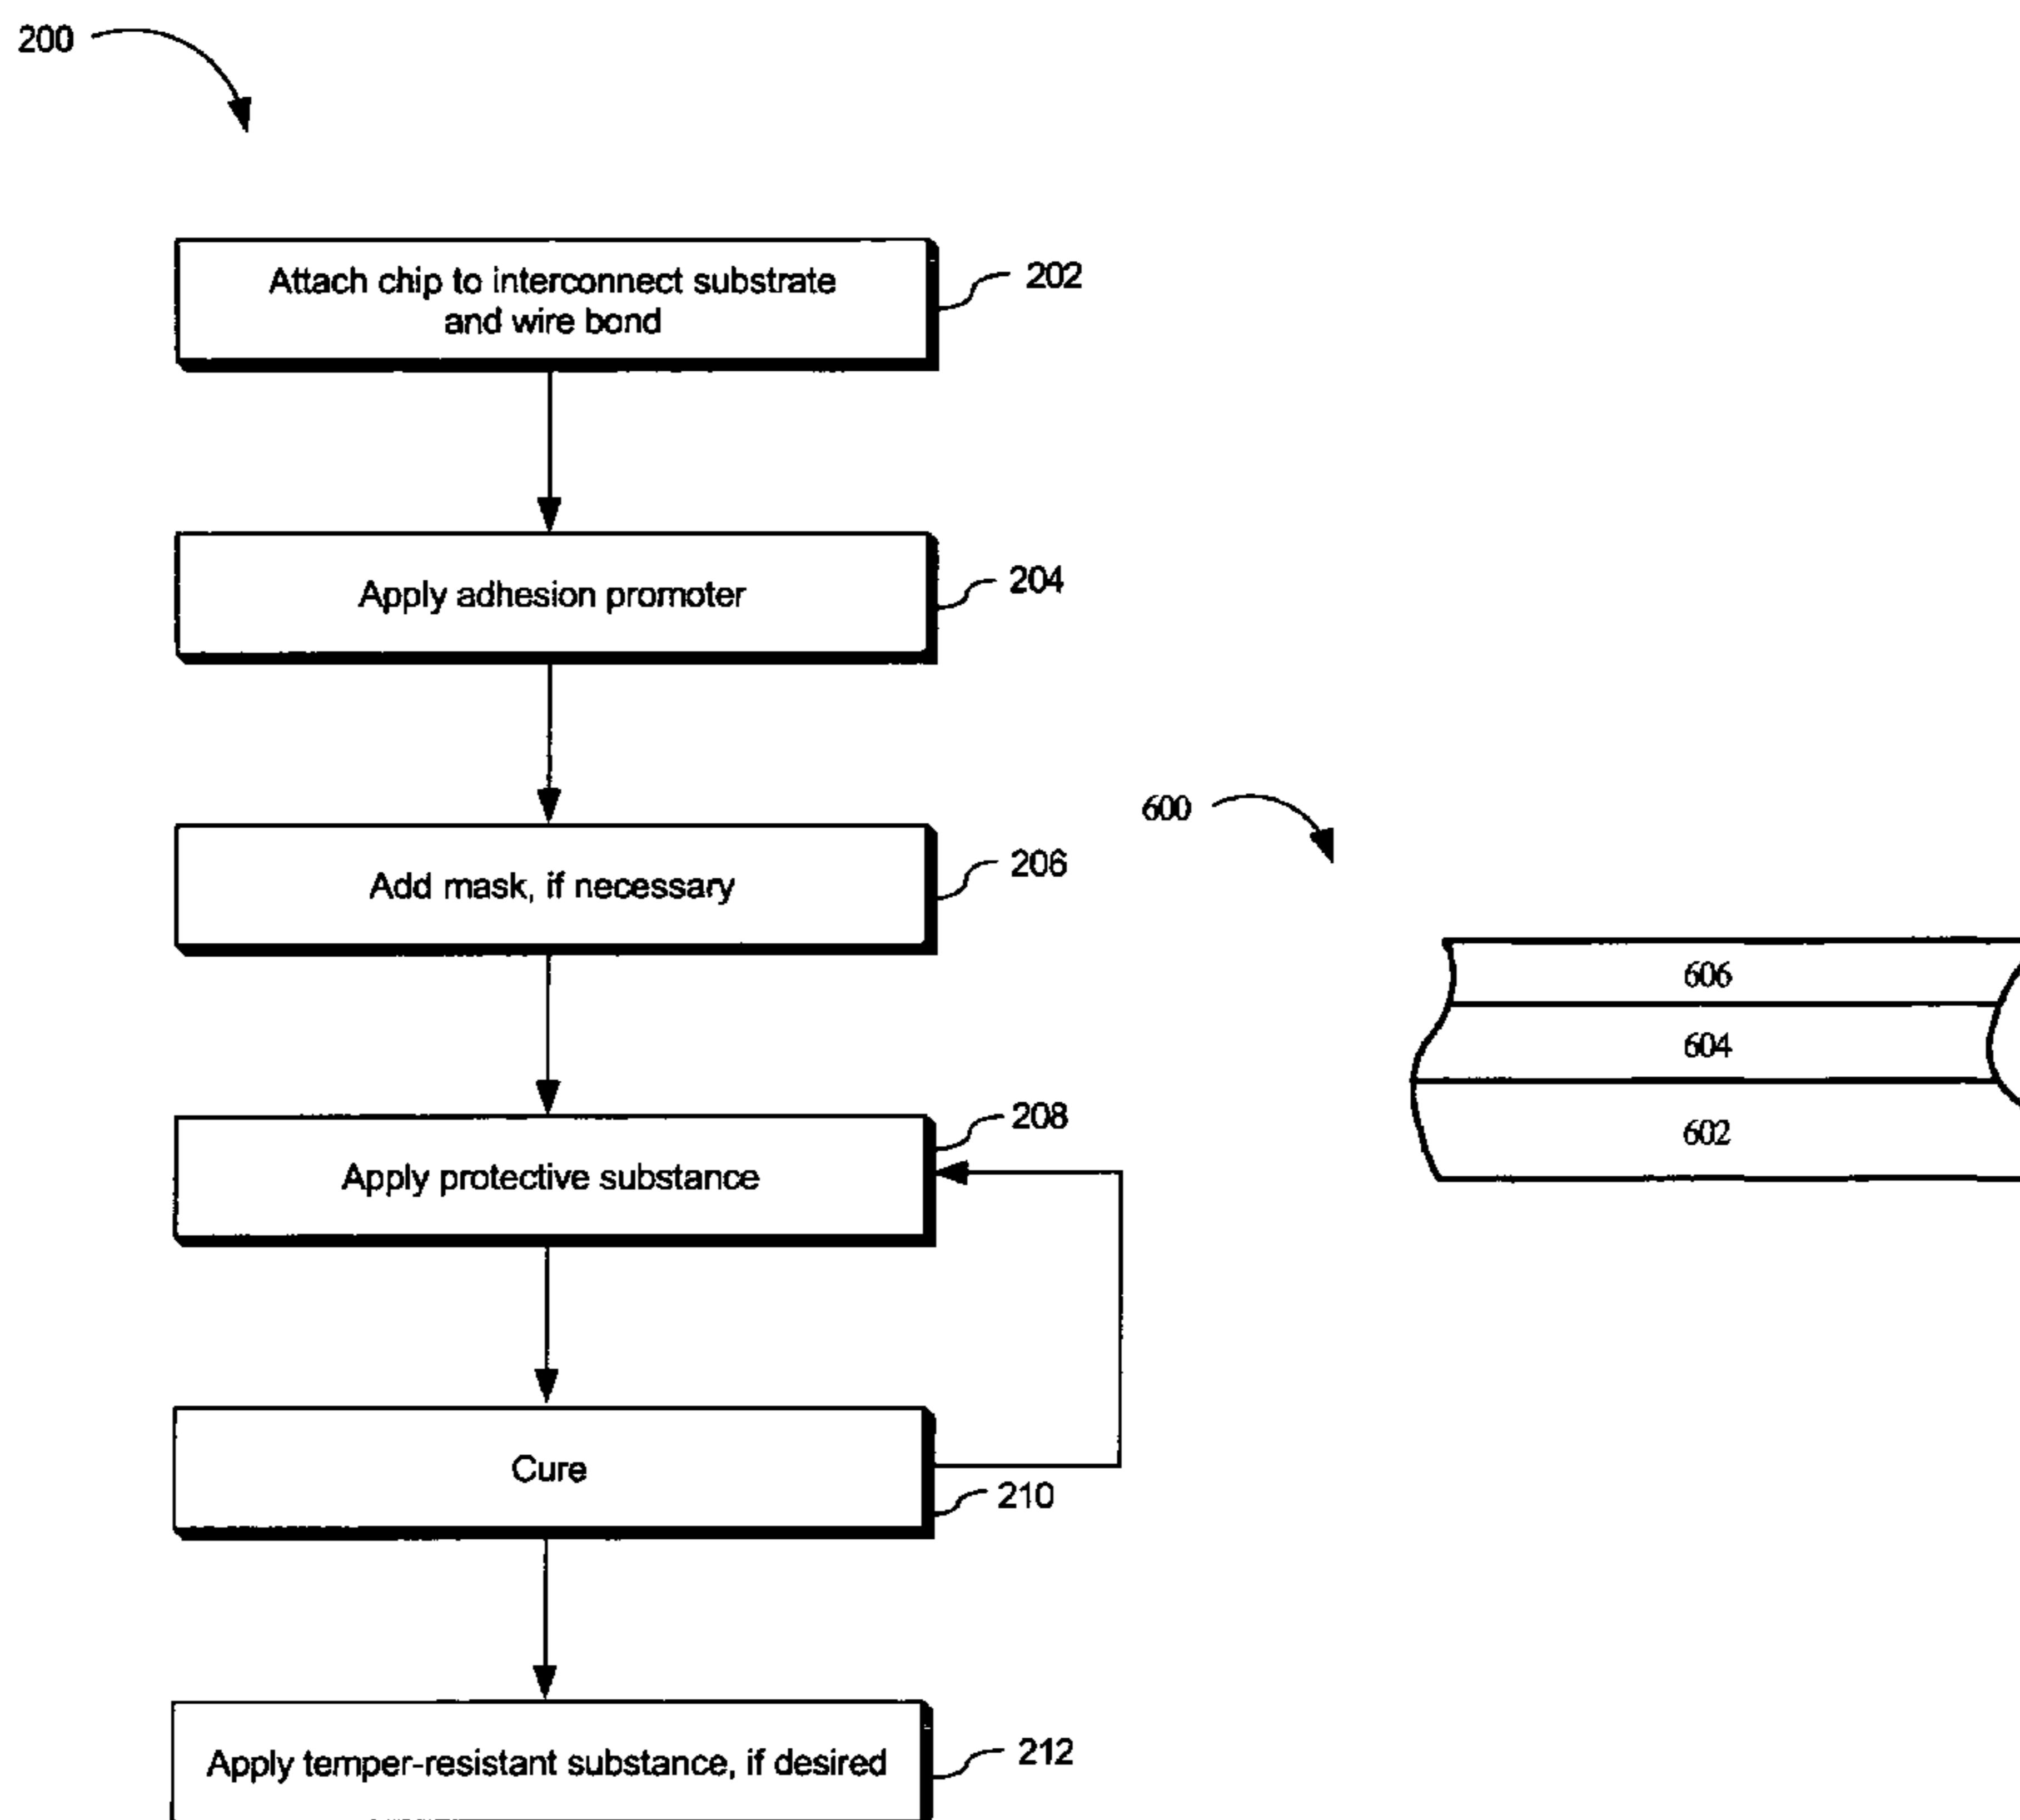 200
Attach chip to interconnect substrate
and wire bond
202
Apply adhesion promoter
204
Add mask, if necessary
206
Apply protective substance
208
Cure
210
Apply temper-resistant substance, if desired
212
600
606
604
602